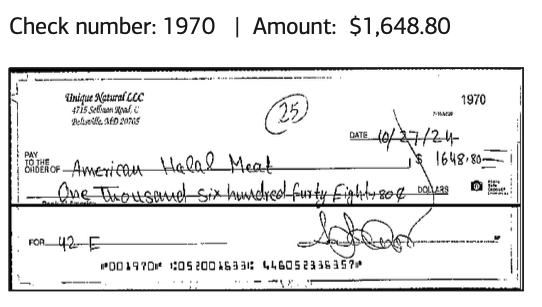 Check number: 1970 | Amount: $1,648.80
Unique Natural LLC
4715 Sellman Road, C
Beltsville, MD 20705
25
1970
DATE 10/27/24
PAY TO THE ORDER OF American Halal Meat $ 1648.80
One Thousand six hundred furty Eight, 80¢ DOLLARS
FOR 42-E
⑈001970⑈ ⑆052001633⑆ 446052336357⑈